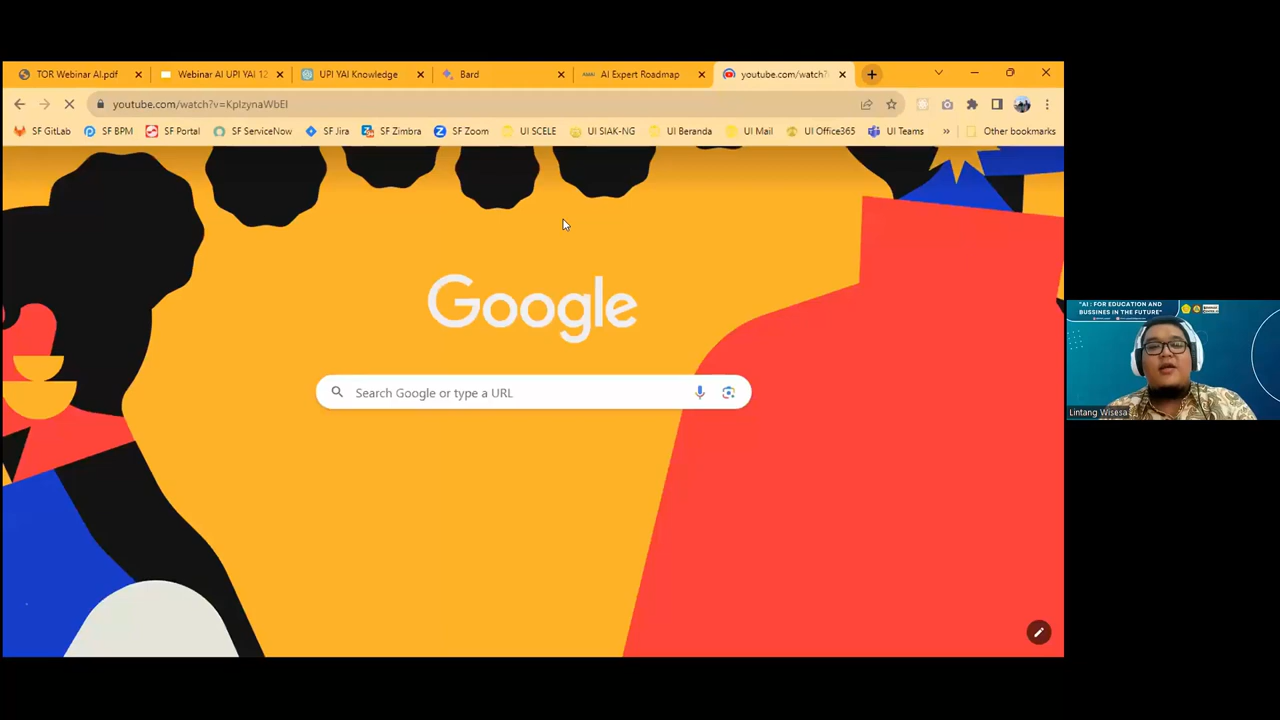 TOR Webinar AI.pdf
Webinar AI UPI YAI 12
UPI YAI Knowledge
Bard
AI Expert Roadmap
youtube.com/watch?
youtube.com/watch?v=KpIzynaWbEI
SF GitLab
SF BPM
SF Portal
SF ServiceNow
SF Jira
SF Zimbra
SF Zoom
UI SCELE
UI SIAK-NG
UI Beranda
UI Mail
UI Office365
UI Teams
»
Other bookmarks
Google
Search Google or type a URL
"AI : FOR EDUCATION AND
BUSSINES IN THE FUTURE"
Lintang Wisesa